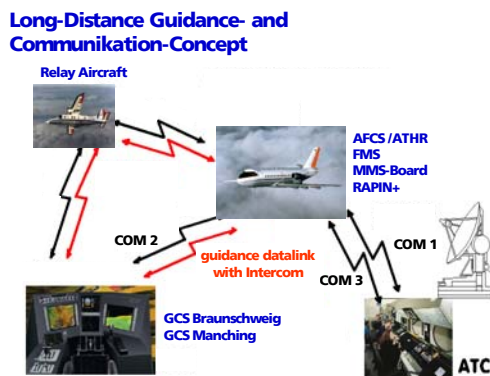 Long-Distance Guidance- and
Communikation-Concept
Relay Aircraft
AFCS /ATHR
FMS
MMS-Board
RAPIN+
COM 2
guidance datalink
with Intercom
COM 1
COM 3
GCS Braunschweig
GCS Manching
ATC